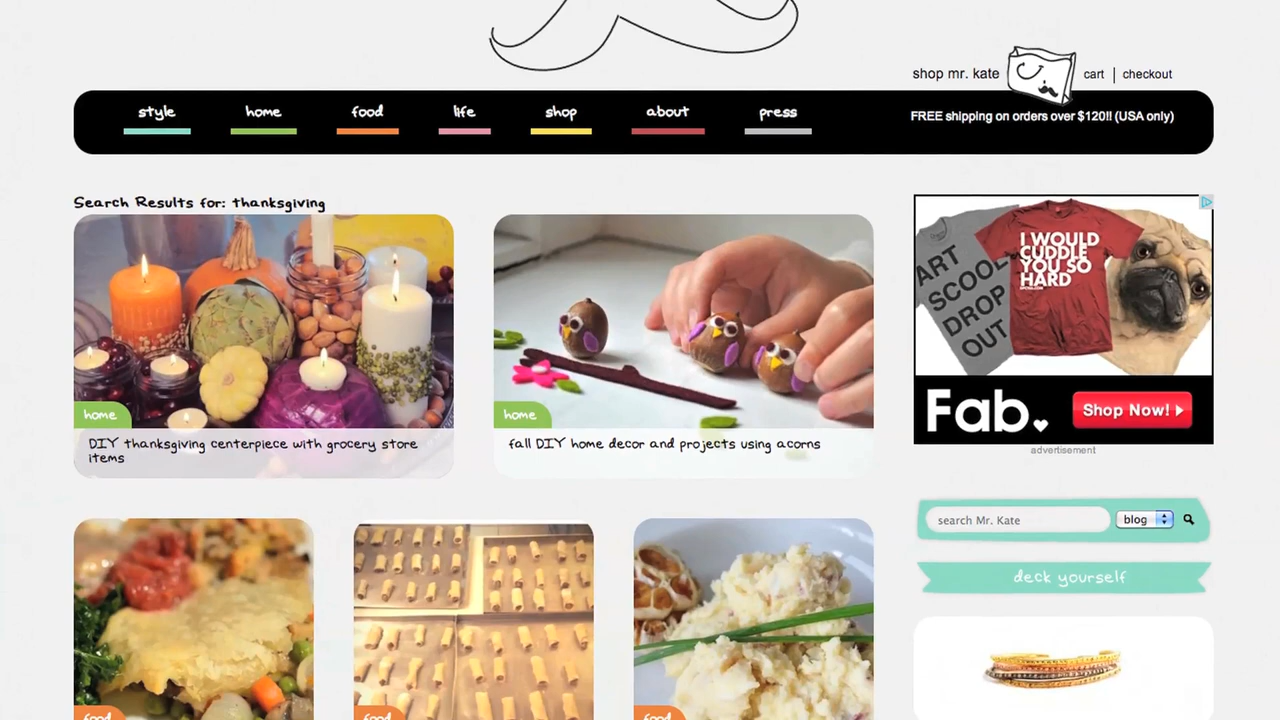 shop mr. kate
cart | checkout
style home food life shop about press
FREE shipping on orders over $120!! (USA only)
Search Results for: thanksgiving
home
DIY thanksgiving centerpiece with grocery store
items
home
fall DIY home decor and projects using acorns
ART
SCOOL
DROP
OUT
I WOULD
CUDDLE
YOU SO
HARD
Fab.
Shop Now!
advertisement
search Mr. Kate
blog
deck yourself
food
food
food